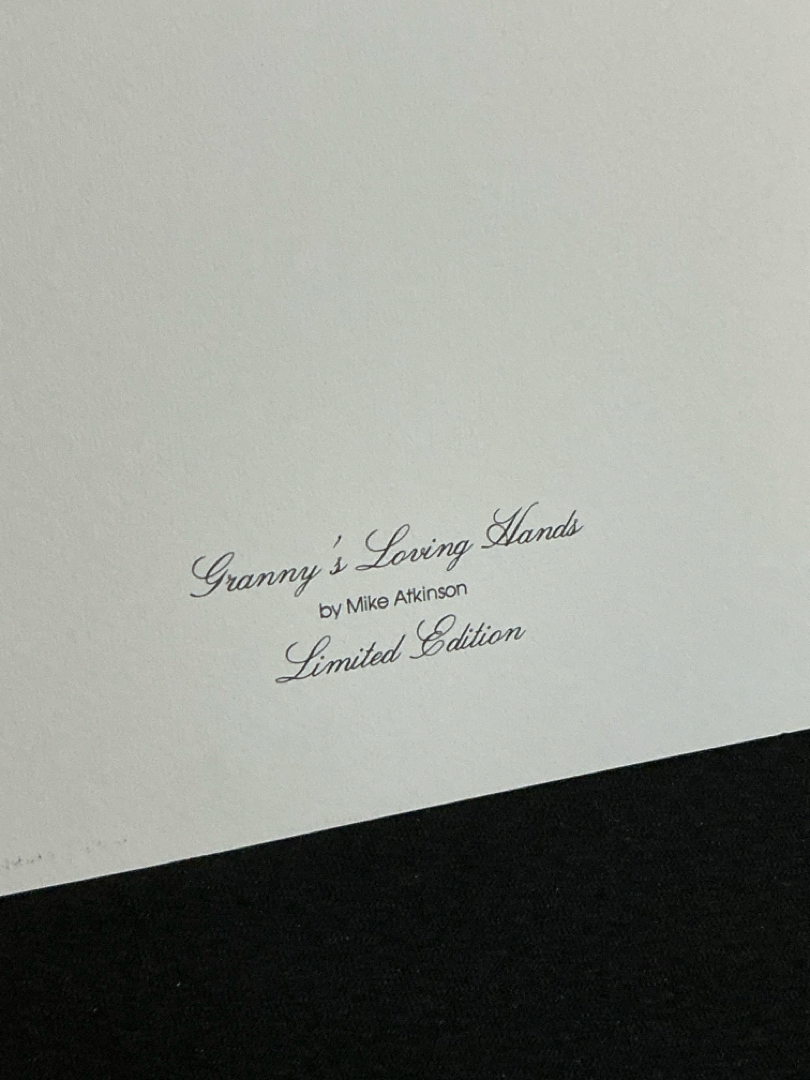 Granny's Loving Hands
by Mike Atkinson
Limited Edition